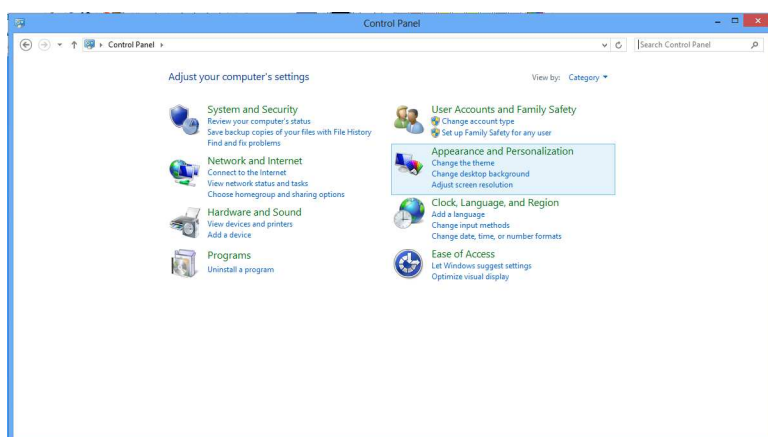 Control Panel
Control Panel
Search Control Panel
Adjust your computer's settings
View by: Category
System and Security
Review your computer's status
Save backup copies of your files with File History
Find and fix problems
Network and Internet
Connect to the Internet
View network status and tasks
Choose homegroup and sharing options
Hardware and Sound
View devices and printers
Add a device
Programs
Uninstall a program
User Accounts and Family Safety
Change account type
Set up Family Safety for any user
Appearance and Personalization
Change the theme
Change desktop background
Adjust screen resolution
Clock, Language, and Region
Add a language
Change input methods
Change date, time, or number formats
Ease of Access
Let Windows suggest settings
Optimize visual display